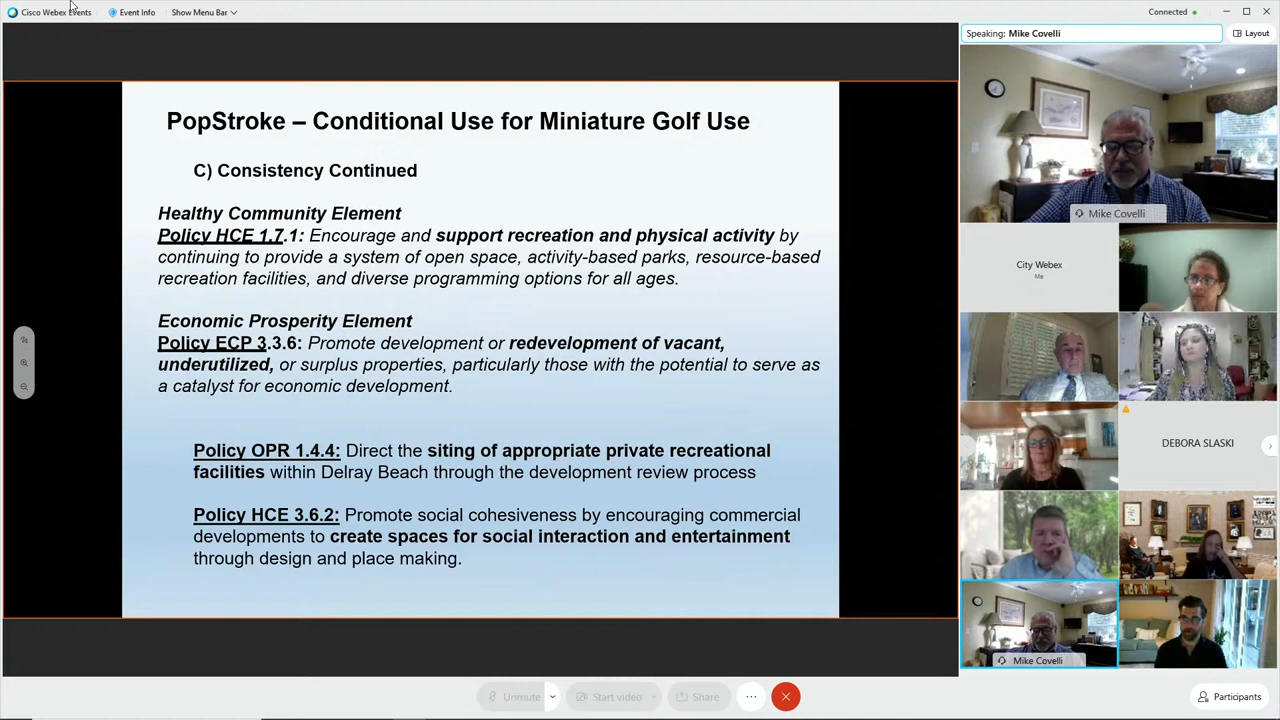 Cisco Webex Events
Event Info
Show Menu Bar
Connected
Speaking: Mike Covelli
Layout
PopStroke – Conditional Use for Miniature Golf Use
C) Consistency Continued
Healthy Community Element
Policy HCE 1.7.1: Encourage and support recreation and physical activity by
continuing to provide a system of open space, activity-based parks, resource-based
recreation facilities, and diverse programming options for all ages.
Economic Prosperity Element
Policy ECP 3.3.6: Promote development or redevelopment of vacant,
underutilized, or surplus properties, particularly those with the potential to serve as
a catalyst for economic development.
Policy OPR 1.4.4: Direct the siting of appropriate private recreational
facilities within Delray Beach through the development review process
Policy HCE 3.6.2: Promote social cohesiveness by encouraging commercial
developments to create spaces for social interaction and entertainment
through design and place making.
Mike Covelli
City Webex
Me
DEBORA SLASKI
Mike Covelli
Unmute
Start video
Share
Participants